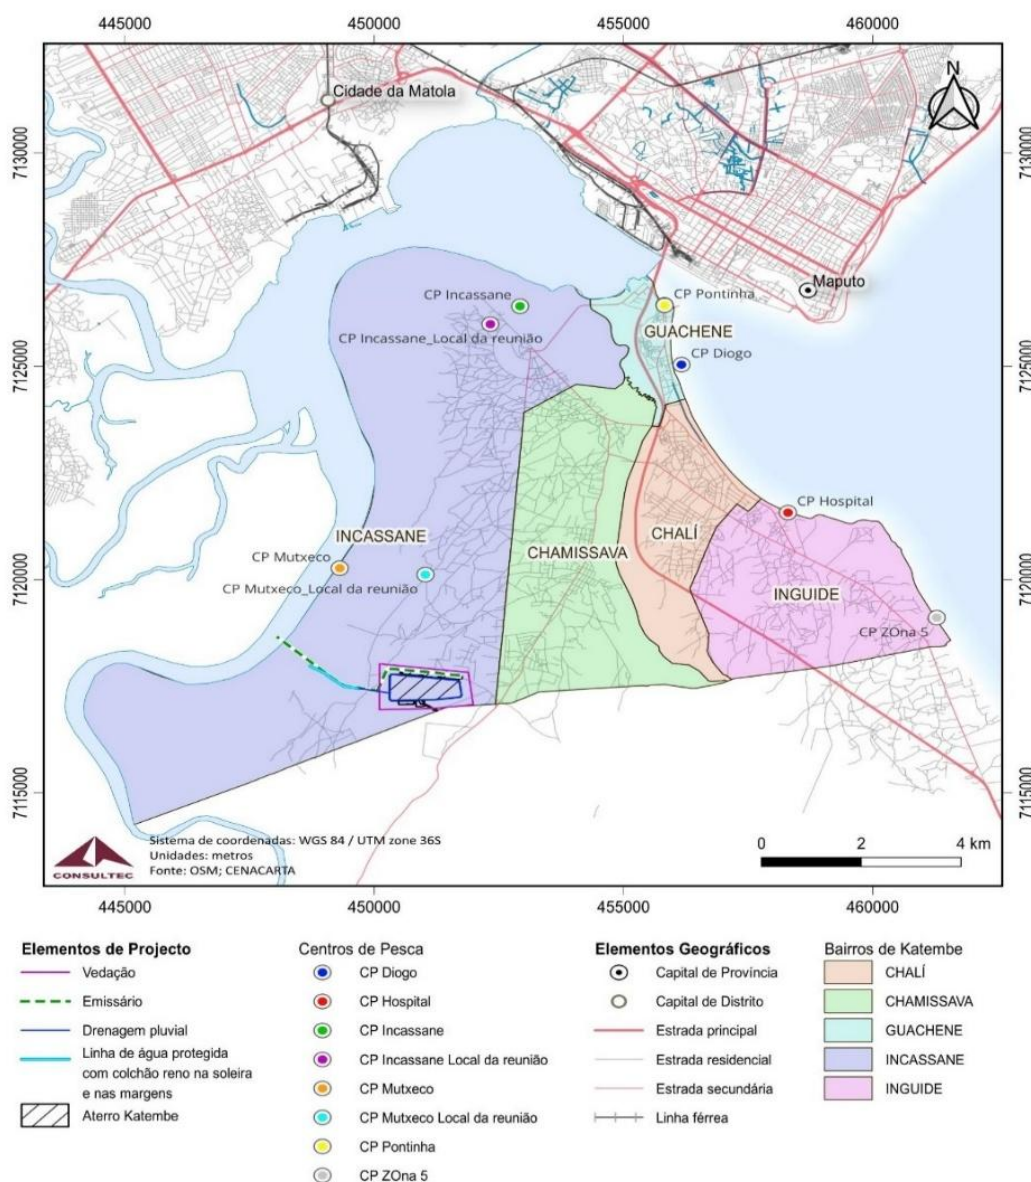 445000 450000 455000 460000
N
Cidade da Matola
7130000 7130000
Maputo
CP Incassane
CP Pontinha
CP Incassane_Local da reunião
GUACHENE
CP Diogo
7125000 7125000
CP Hospital
INCASSANE
CHAMISSAVA
CHALÍ
CP Mutxeco
CP Mutxeco_Local da reunião
7120000 7120000
INGUIDE
CP ZOna 5
7115000 7115000
CONSULTEC
Sistema de coordenadas: WGS 84 / UTM zone 36S
Unidades: metros
Fonte: OSM; CENACARTA
0 2 4 km
445000 450000 455000 460000
Elementos de Projecto
Vedação
Emissário
Drenagem pluvial
Linha de água protegida
com colchão reno na soleira
e nas margens
Aterro Katembe
Centros de Pesca
CP Diogo
CP Hospital
CP Incassane
CP Incassane Local da reunião
CP Mutxeco
CP Mutxeco Local da reunião
CP Pontinha
CP ZOna 5
Elementos Geográficos
Capital de Província
Capital de Distrito
Estrada principal
Estrada residencial
Estrada secundária
Linha férrea
Bairros de Katembe
CHALÍ
CHAMISSAVA
GUACHENE
INCASSANE
INGUIDE